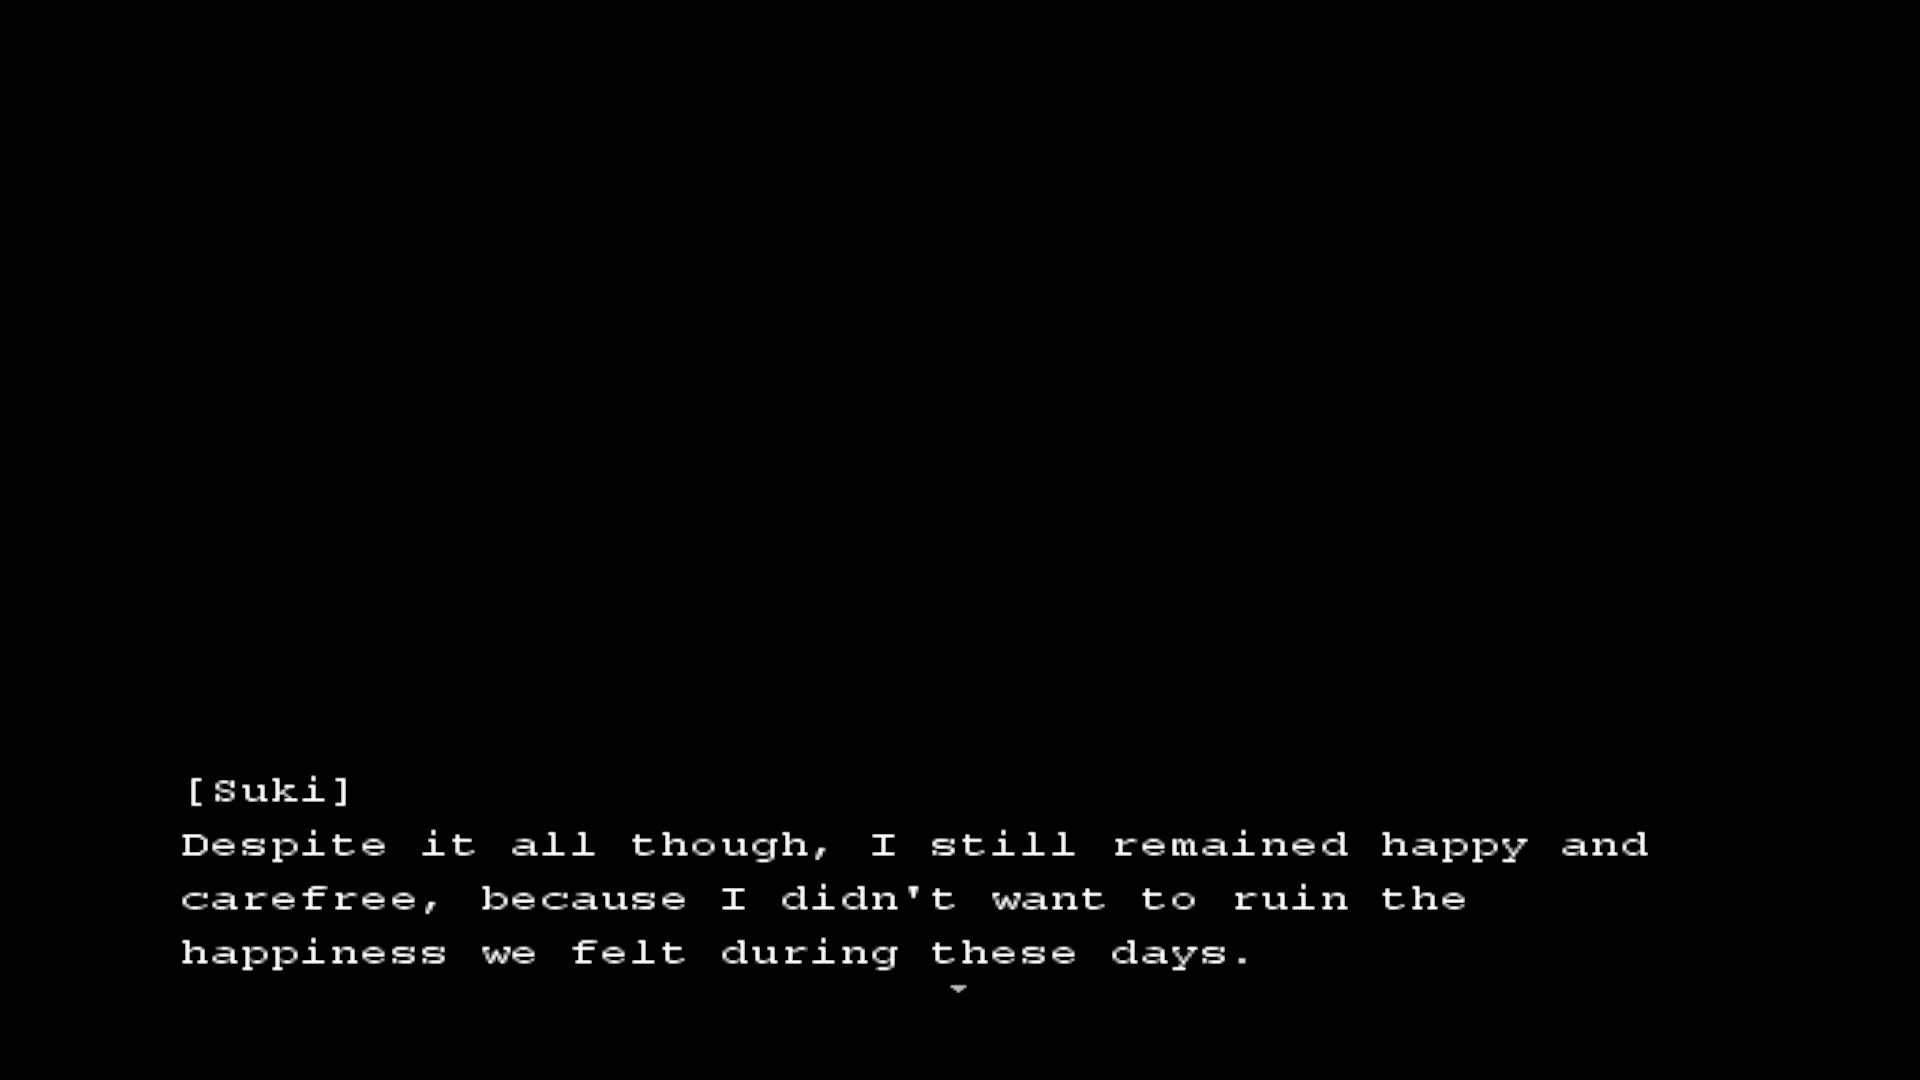 [Suki]
Despite it all though, I still remained happy and
carefree, because I didn't want to ruin the
happiness we felt during these days.